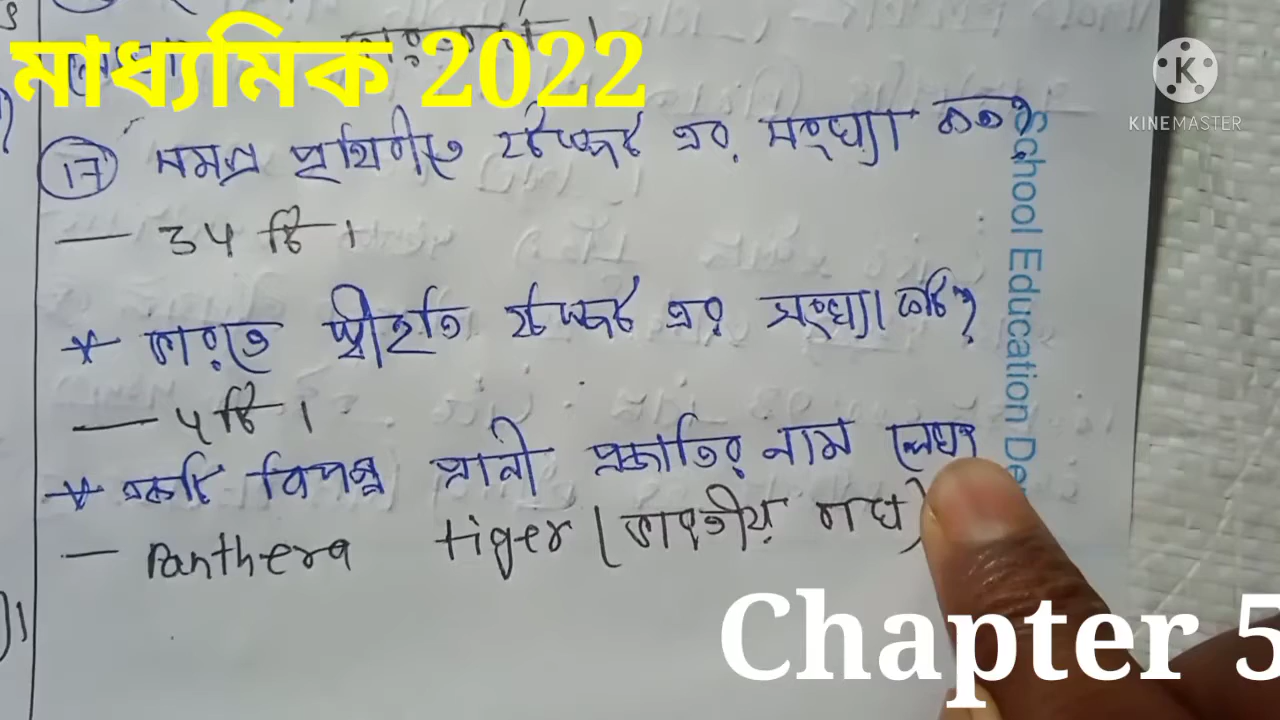 মাধ্যমিক 2022
K
KINEMASTER
17 সমগ্র পৃথিবীতে হটস্পট এর সংখ্যা কত?
— 34 টি।
* ভারতে স্বীকৃতি হটস্পট এর সংখ্যা কটি?
— ৫টি।
* একটি বিপন্ন প্রানী প্রজাতির নাম লেখ?
— Panthera tiger (ভারতীয় বাঘ)
School Education De
Chapter 5